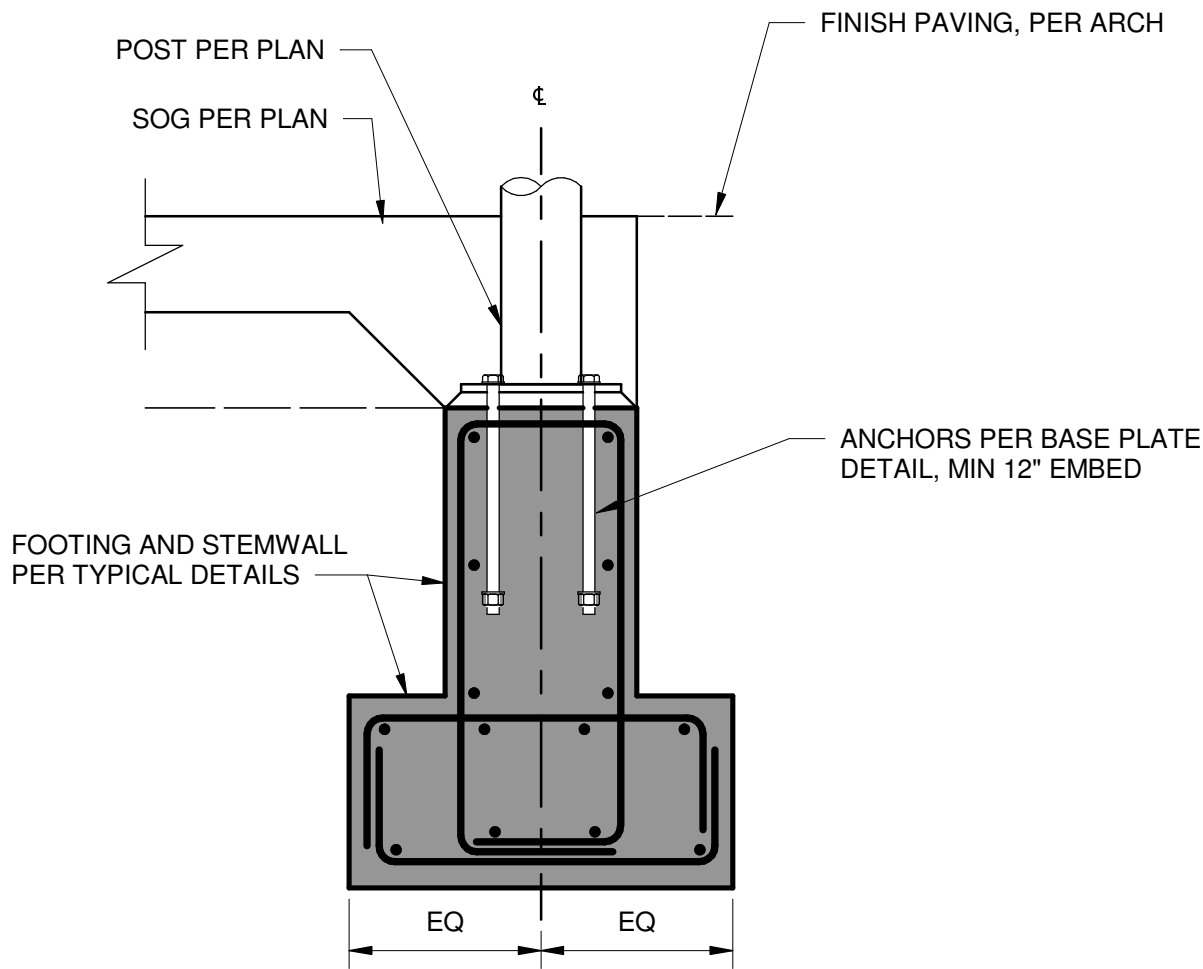 FINISH PAVING, PER ARCH
POST PER PLAN
℄
SOG PER PLAN
ANCHORS PER BASE PLATE
DETAIL, MIN 12" EMBED
FOOTING AND STEMWALL
PER TYPICAL DETAILS
EQ EQ